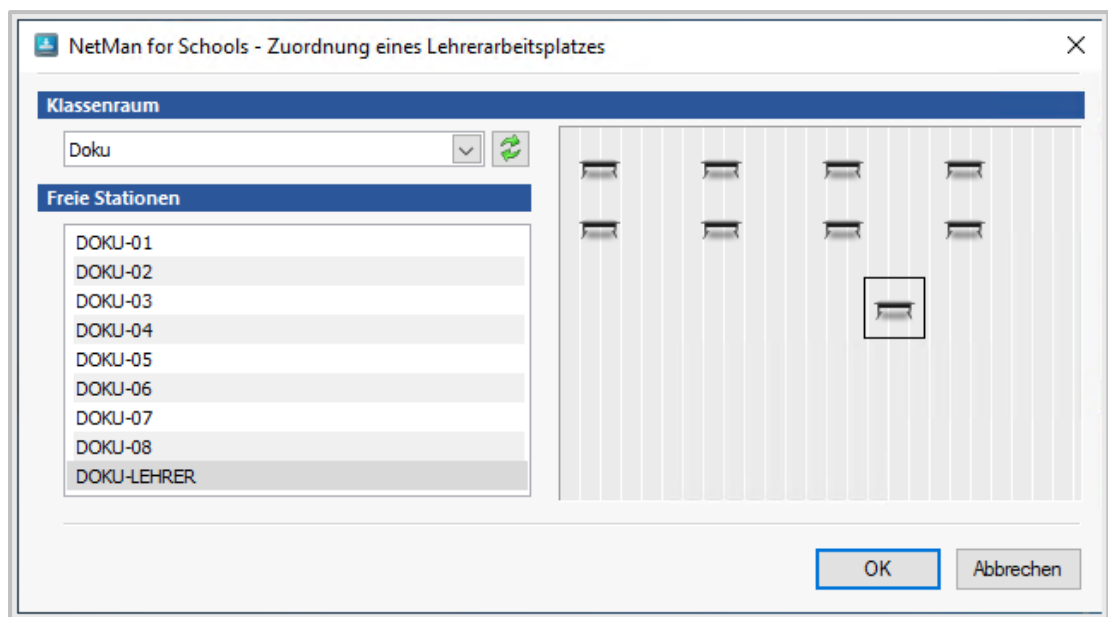 NetMan for Schools - Zuordnung eines Lehrerarbeitsplatzes
Klassenraum
Doku
Freie Stationen
DOKU-01
DOKU-02
DOKU-03
DOKU-04
DOKU-05
DOKU-06
DOKU-07
DOKU-08
DOKU-LEHRER
OK
Abbrechen